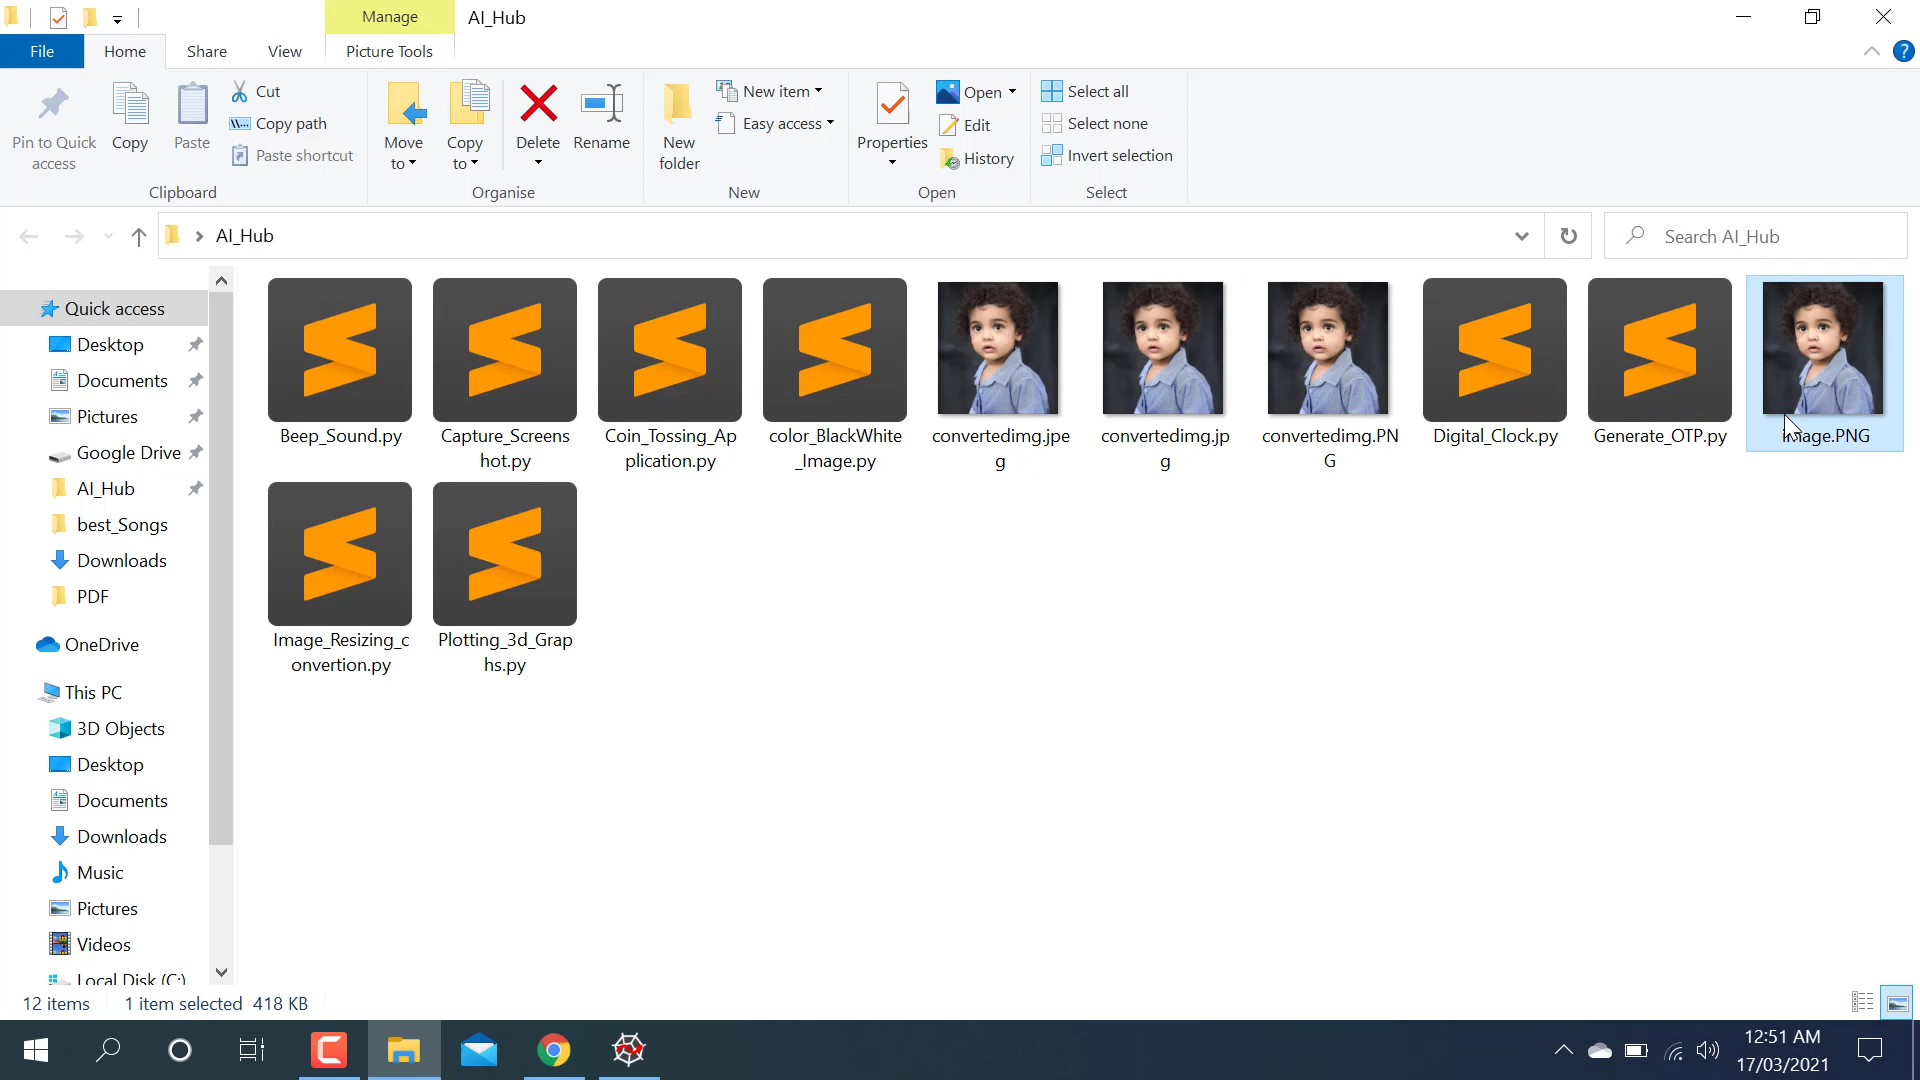 Manage
AI_Hub
File
Home
Share
View
Picture Tools
Pin to Quick
access
Copy
Paste
Cut
Copy path
Paste shortcut
Clipboard
Move
to
Copy
to
Delete
Rename
Organise
New
folder
New item
Easy access
New
Properties
Open
Edit
History
Open
Select all
Select none
Invert selection
Select
AI_Hub
Search AI_Hub
Quick access
Desktop
Documents
Pictures
Google Drive
AI_Hub
best_Songs
Downloads
PDF
OneDrive
This PC
3D Objects
Desktop
Documents
Downloads
Music
Pictures
Videos
Local Disk (C:)
Beep_Sound.py
Capture_Screens
hot.py
Coin_Tossing_Ap
plication.py
color_BlackWhite
_Image.py
convertedimg.jpe
g
convertedimg.jp
g
convertedimg.PN
G
Digital_Clock.py
Generate_OTP.py
image.PNG
Image_Resizing_c
onvertion.py
Plotting_3d_Grap
hs.py
12 items
1 item selected 418 KB
12:51 AM
17/03/2021